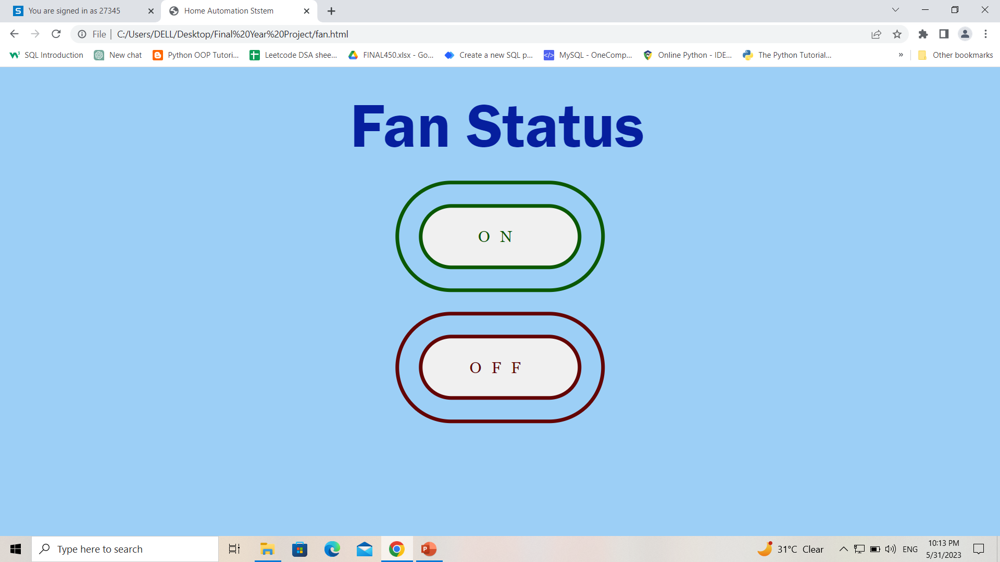 You are signed in as 27345
Home Automation Ststem
File | C:/Users/DELL/Desktop/Final%20Year%20Project/fan.html
SQL Introduction
New chat
Python OOP Tutori...
Leetcode DSA shee...
FINAL450.xlsx - Go...
Create a new SQL p...
MySQL - OneComp...
Online Python - IDE...
The Python Tutorial...
» Other bookmarks
Fan Status
O N
O F F
Type here to search
31°C Clear
ENG
10:13 PM
5/31/2023